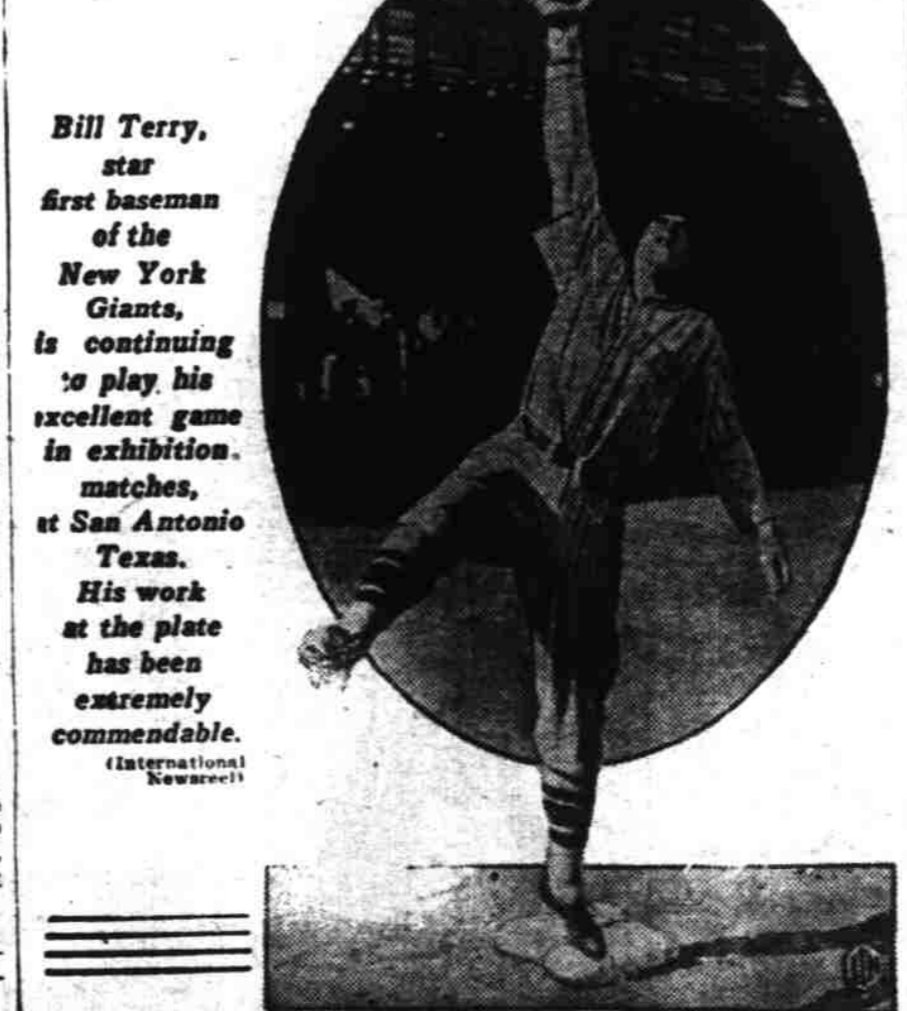 Bill Terry,
star
first baseman
of the
New York
Giants,
is continuing
to play his
excellent game
in exhibition
matches,
at San Antonio
Texas.
His work
at the plate
has been
extremely
commendable.
(International
Newsreel)